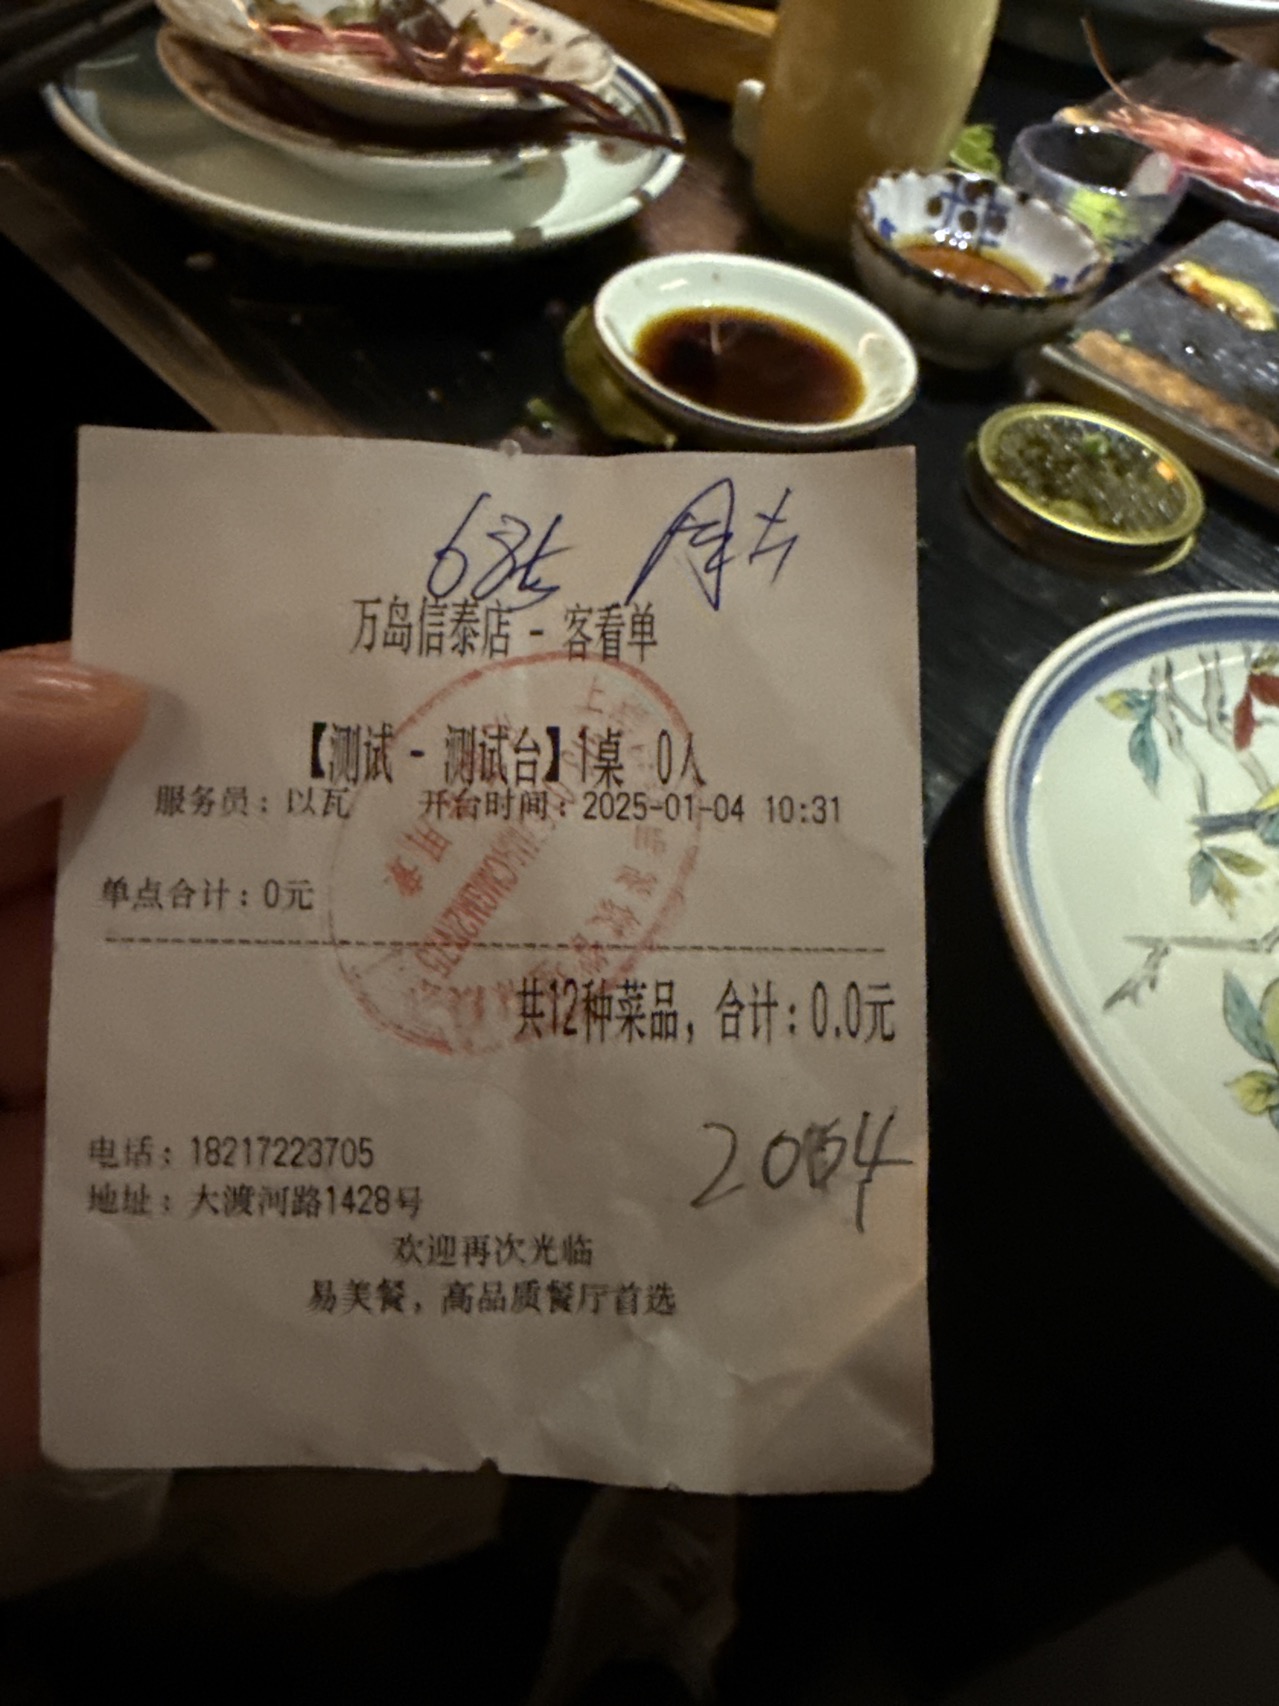 万岛信泰店 - 客看单
【测试 - 测试台】1桌 0人
服务员：以瓦 开台时间：2025-01-04 10:31
单点合计：0元
共12种菜品，合计：0.0元
电话：18217223705
地址：大渡河路1428号
欢迎再次光临
易美餐，高品质餐厅首选